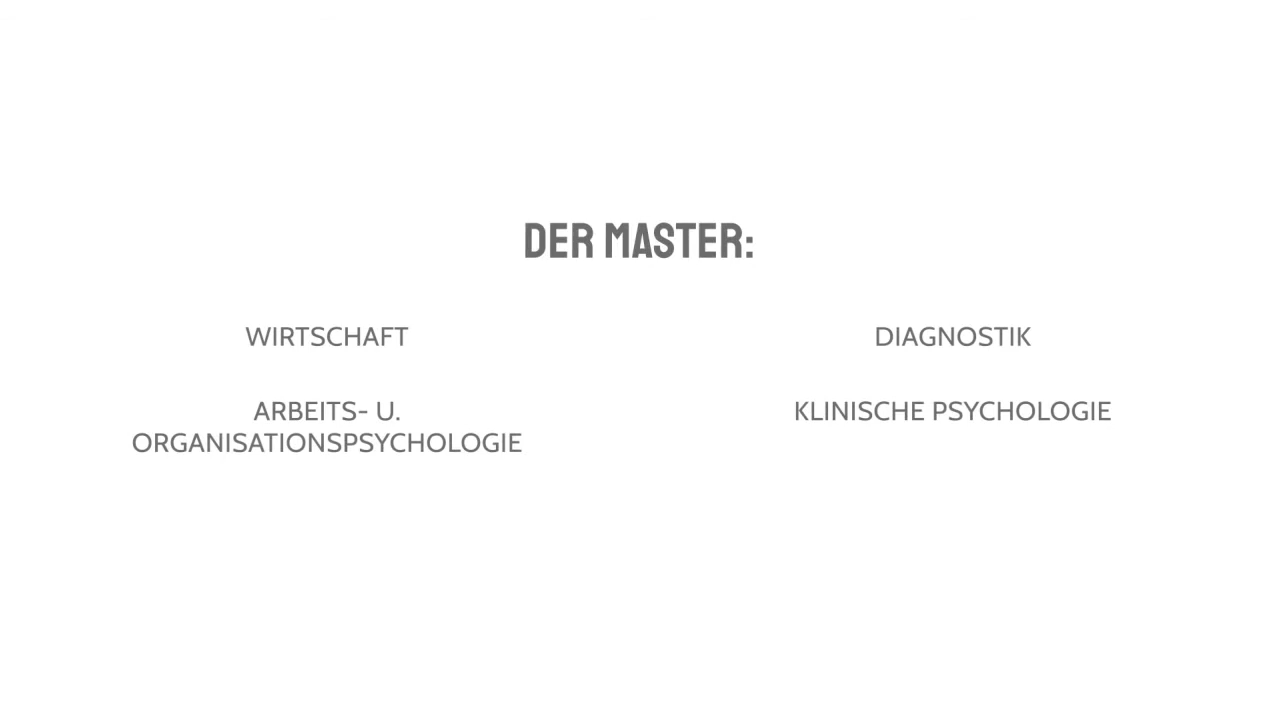 DER MASTER:
WIRTSCHAFT
ARBEITS- U.
ORGANISATIONSPSYCHOLOGIE
DIAGNOSTIK
KLINISCHE PSYCHOLOGIE